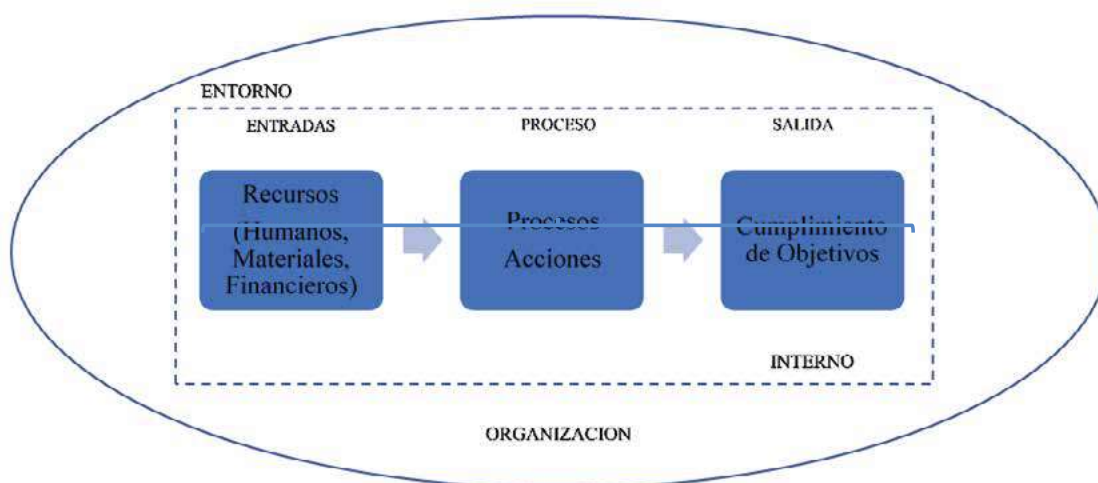 ENTORNO
ENTRADAS
PROCESO
SALIDA
Recursos
(Humanos,
Materiales,
Financieros)
Procesos
Acciones
Cumplimiento
de Objetivos
INTERNO
ORGANIZACION